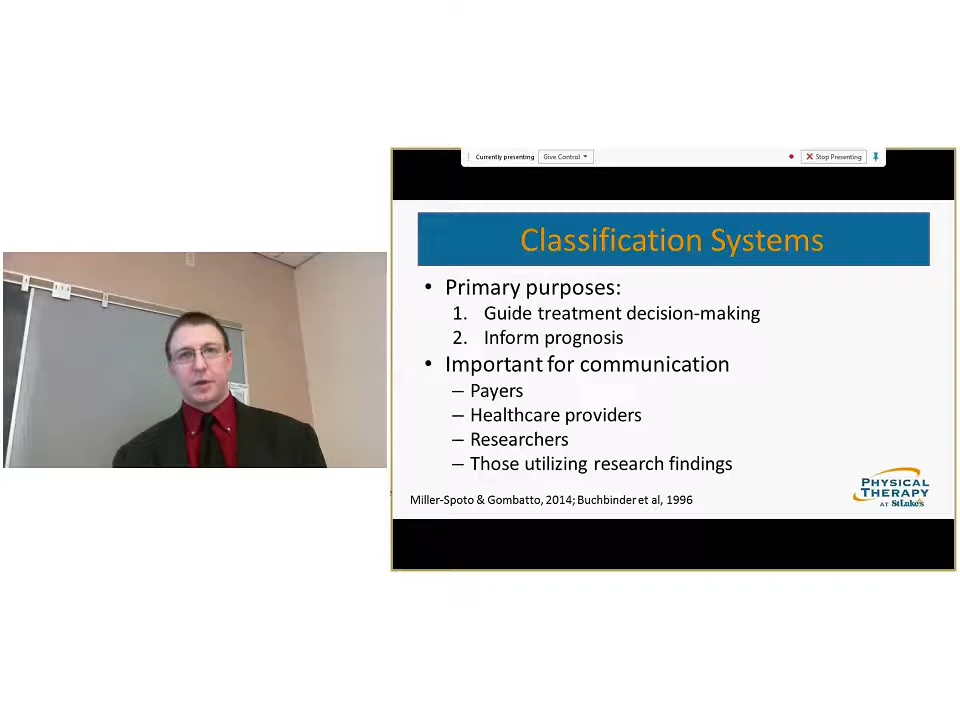 Currently presenting
Give Control
Stop Presenting
Classification Systems
• Primary purposes:
1. Guide treatment decision-making
2. Inform prognosis
• Important for communication
– Payers
– Healthcare providers
– Researchers
– Those utilizing research findings
Miller-Spoto & Gombatto, 2014; Buchbinder et al, 1996
PHYSICAL
THERAPY
AT StLuke's